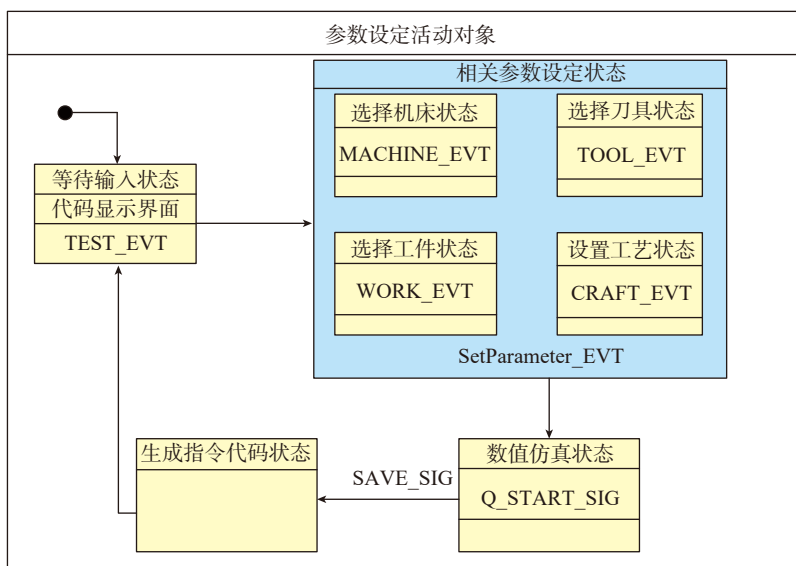 参数设定活动对象
相关参数设定状态
选择机床状态
MACHINE_EVT
选择刀具状态
TOOL_EVT
等待输入状态
代码显示界面
TEST_EVT
选择工件状态
WORK_EVT
设置工艺状态
CRAFT_EVT
SetParameter_EVT
生成指令代码状态
SAVE_SIG
数值仿真状态
Q_START_SIG